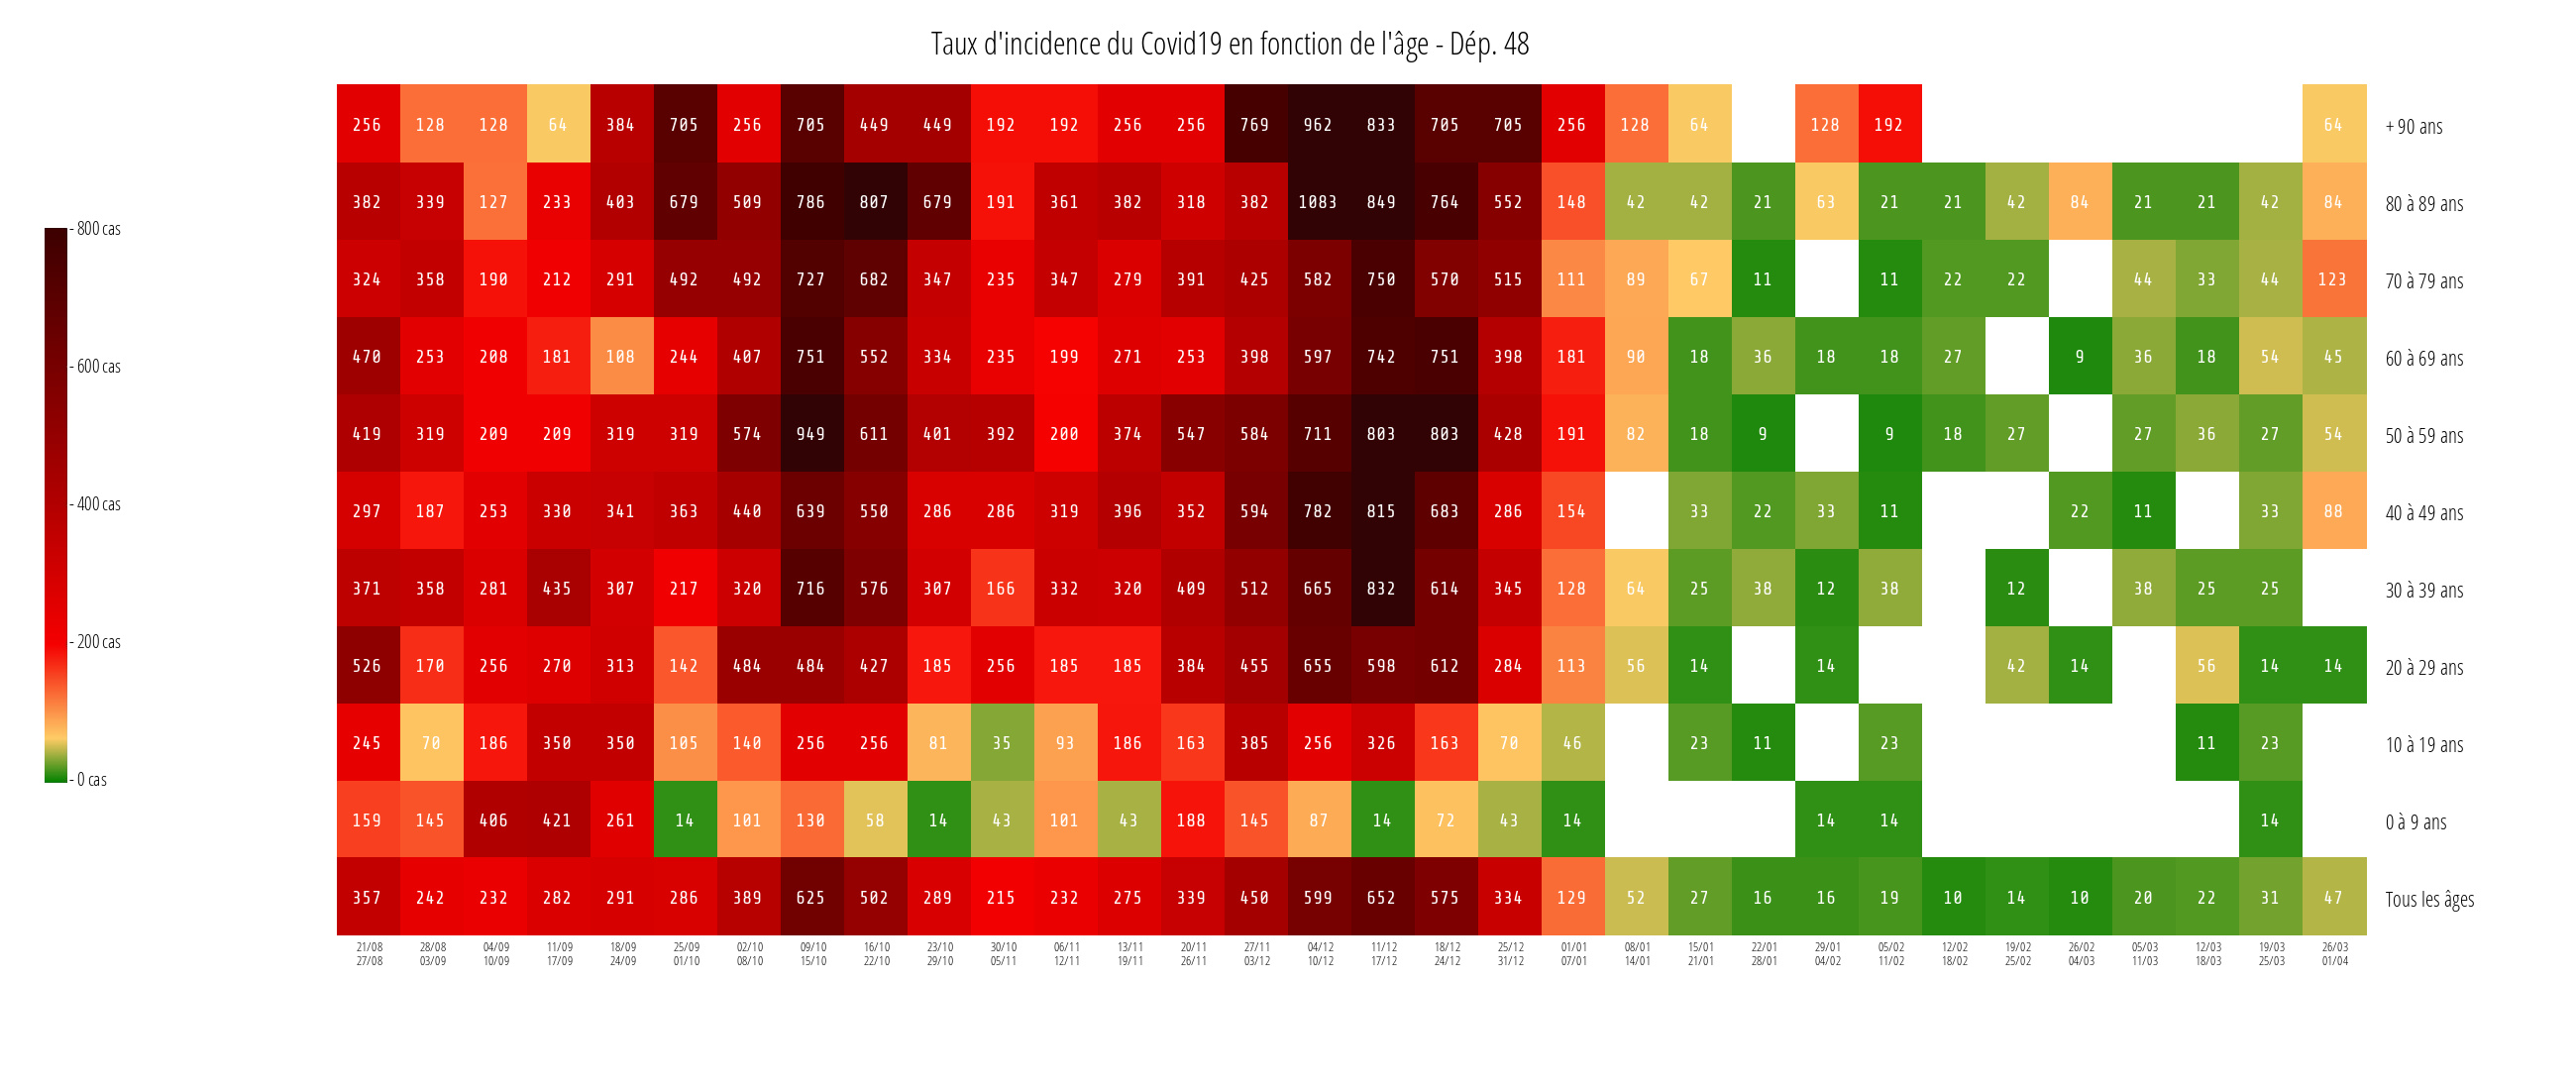 Taux d'incidence du Covid19 en fonction de l'âge - Dép. 48
256 128 128 64 384 705 256 705 449 449 192 192 256 256 769 962 833 705 705 256 128 64 128 192 64 + 90 ans
382 339 127 233 403 679 509 786 807 679 191 361 382 318 382 1083 849 764 552 148 42 42 21 63 21 21 42 84 21 21 42 84 80 à 89 ans
- 800 cas
324 358 190 212 291 492 492 727 682 347 235 347 279 391 425 582 750 570 515 111 89 67 11 11 22 22 44 33 44 123 70 à 79 ans
470 253 208 181 108 244 407 751 552 334 235 199 271 253 398 597 742 751 398 181 90 18 36 18 18 27 9 36 18 54 45 60 à 69 ans
- 600 cas
419 319 209 209 319 319 574 949 611 401 392 200 374 547 584 711 803 803 428 191 82 18 9 9 18 27 27 36 27 54 50 à 59 ans
- 400 cas
297 187 253 330 341 363 440 639 550 286 286 319 396 352 594 782 815 683 286 154 33 22 33 11 22 11 33 88 40 à 49 ans
371 358 281 435 307 217 320 716 576 307 166 332 320 409 512 665 832 614 345 128 64 25 38 12 38 12 38 25 25 30 à 39 ans
- 200 cas
526 170 256 270 313 142 484 484 427 185 256 185 185 384 455 655 598 612 284 113 56 14 14 42 14 56 14 14 20 à 29 ans
245 70 186 350 350 105 140 256 256 81 35 93 186 163 385 256 326 163 70 46 23 11 23 11 23 10 à 19 ans
- 0 cas
159 145 406 421 261 14 101 130 58 14 43 101 43 188 145 87 14 72 43 14 14 14 14 0 à 9 ans
357 242 232 282 291 286 389 625 502 289 215 232 275 339 450 599 652 575 334 129 52 27 16 16 19 10 14 10 20 22 31 47 Tous les âges
21/08 28/08 04/09 11/09 18/09 25/09 02/10 09/10 16/10 23/10 30/10 06/11 13/11 20/11 27/11 04/12 11/12 18/12 25/12 01/01 08/01 15/01 22/01 29/01 05/02 12/02 19/02 26/02 05/03 12/03 19/03 26/03
27/08 03/09 10/09 17/09 24/09 01/10 08/10 15/10 22/10 29/10 05/11 12/11 19/11 26/11 03/12 10/12 17/12 24/12 31/12 07/01 14/01 21/01 28/01 04/02 11/02 18/02 25/02 04/03 11/03 18/03 25/03 01/04